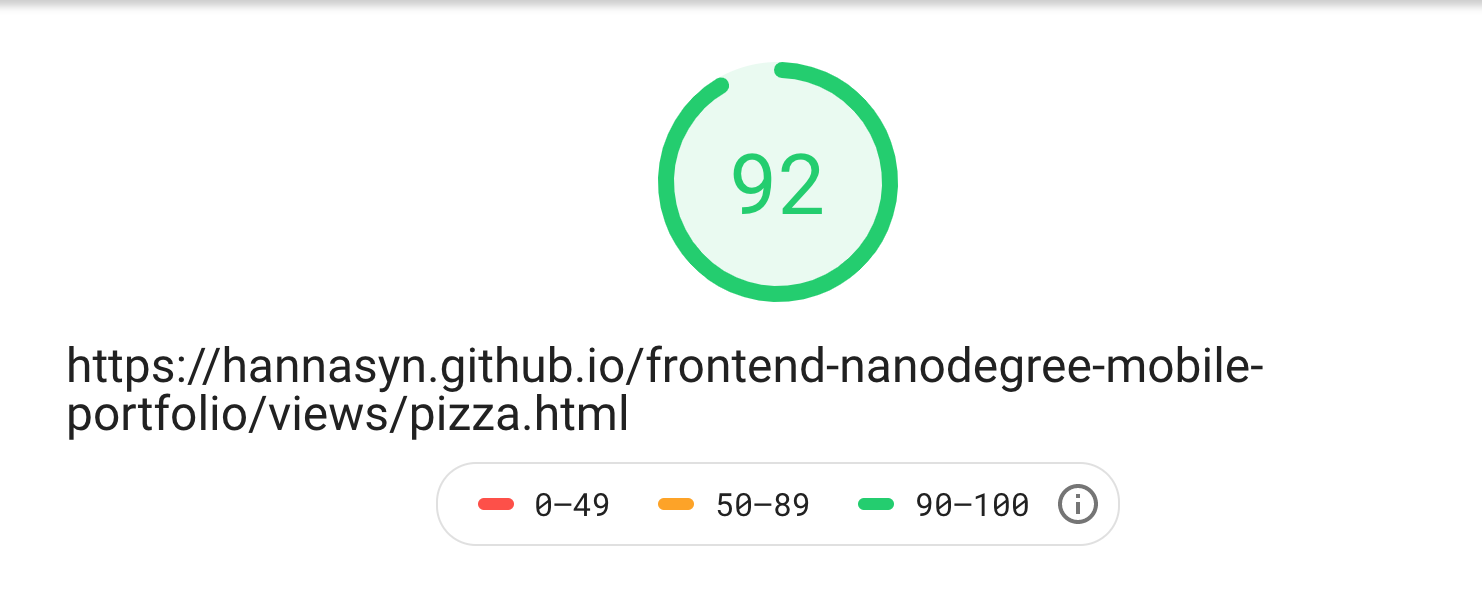 92
https://hannasyn.github.io/frontend-nanodegree-mobile-
portfolio/views/pizza.html
0–49 50–89 90–100